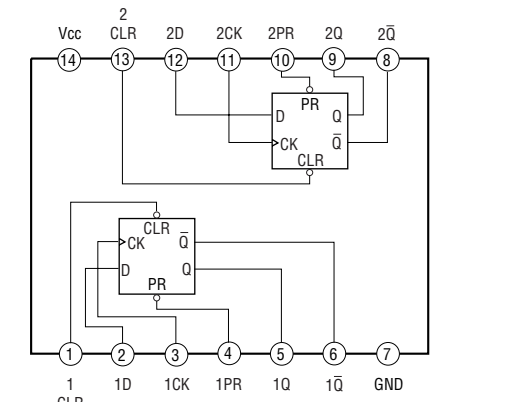 2
Vcc CLR 2D 2CK 2PR 2Q 2Q̅
14 13 12 11 10 9 8
PR
D Q
CK Q̅
CLR
CLR
CK Q̅
D Q
PR
1 2 3 4 5 6 7
1 1D 1CK 1PR 1Q 1Q̅ GND
CLR